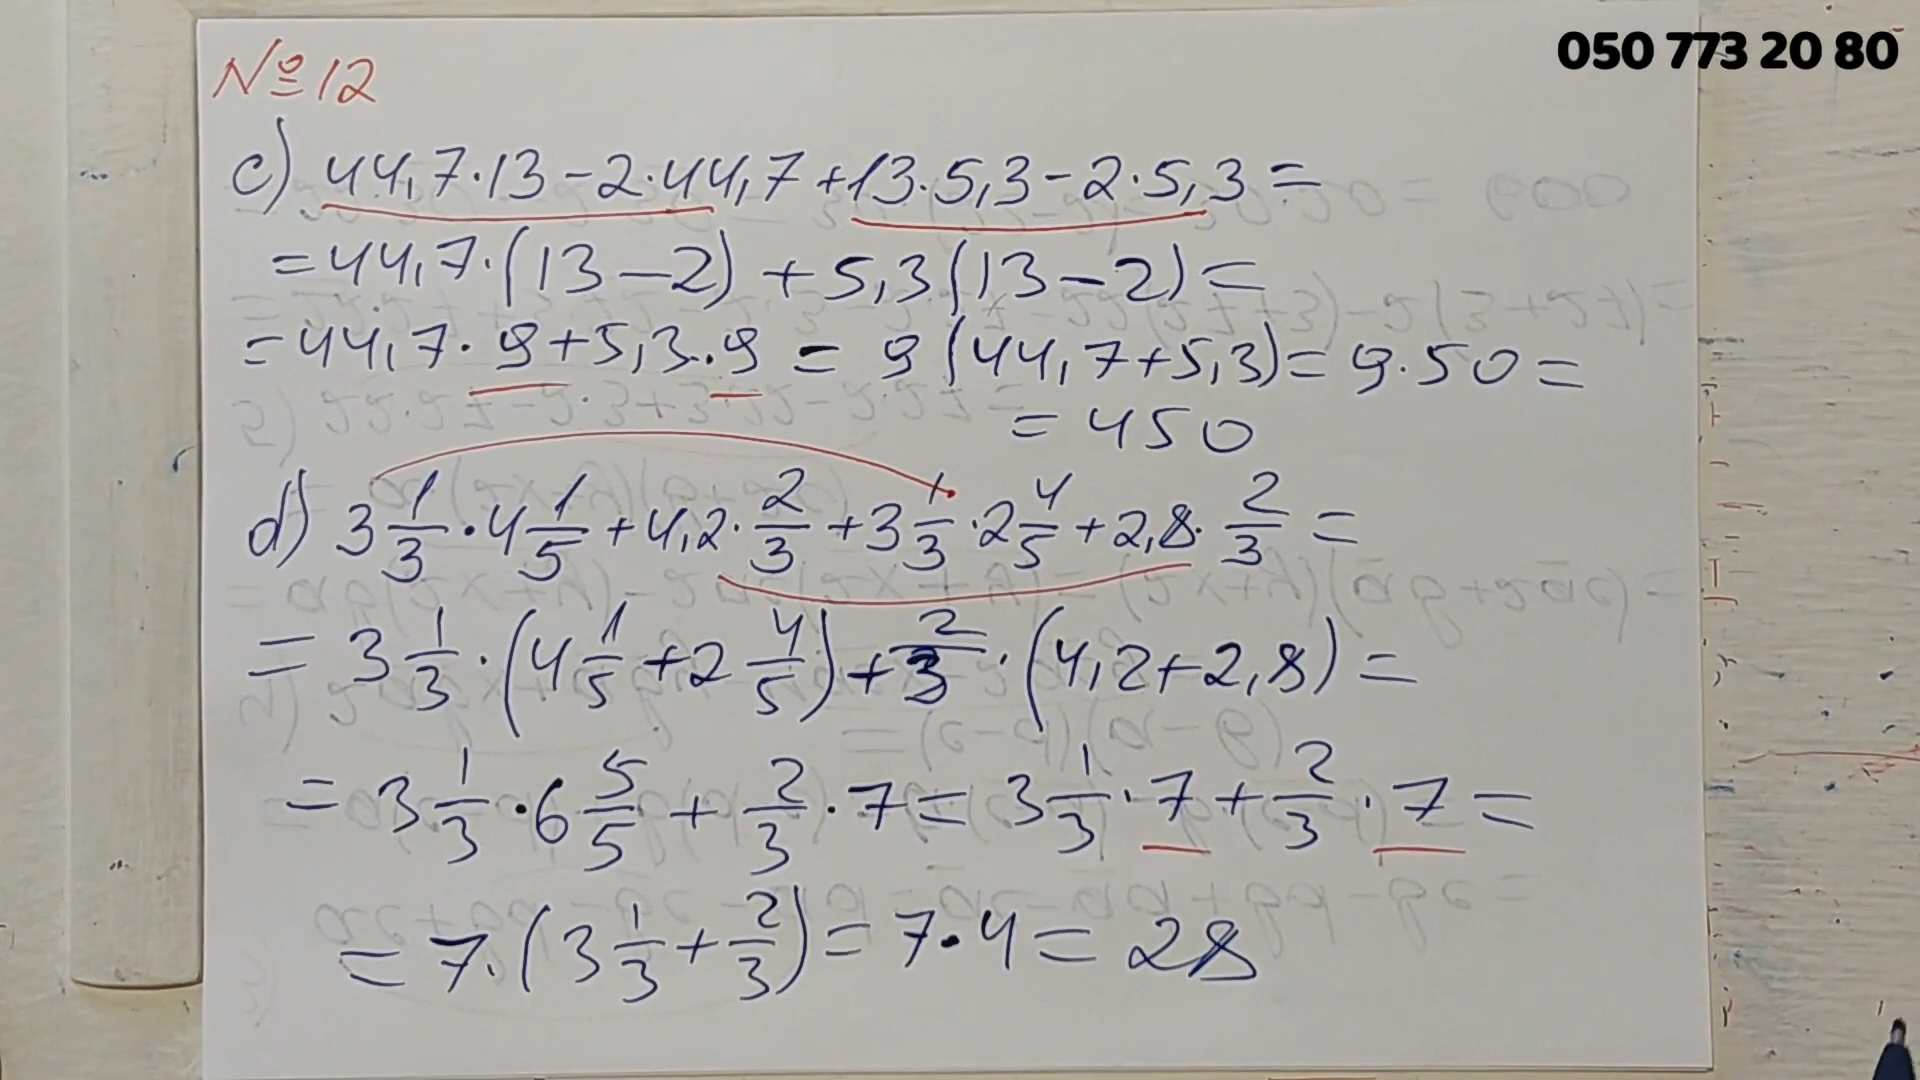 050 773 20 80
№ 12
c) 44,7·13-2·44,7+13·5,3-2·5,3=
=44,7·(13-2)+5,3(13-2)=
=44,7·9+5,3·9=9(44,7+5,3)=9·50=
=450
d) 3 1/3·4 1/5+4,2·2/3+3 1/3·2 4/5+2,8·2/3=
=3 1/3·(4 1/5+2 4/5)+2/3·(4,2+2,8)=
=3 1/3·6 5/5+2/3·7=3 1/3·7+2/3·7=
=7·(3 1/3+2/3)=7·4=28